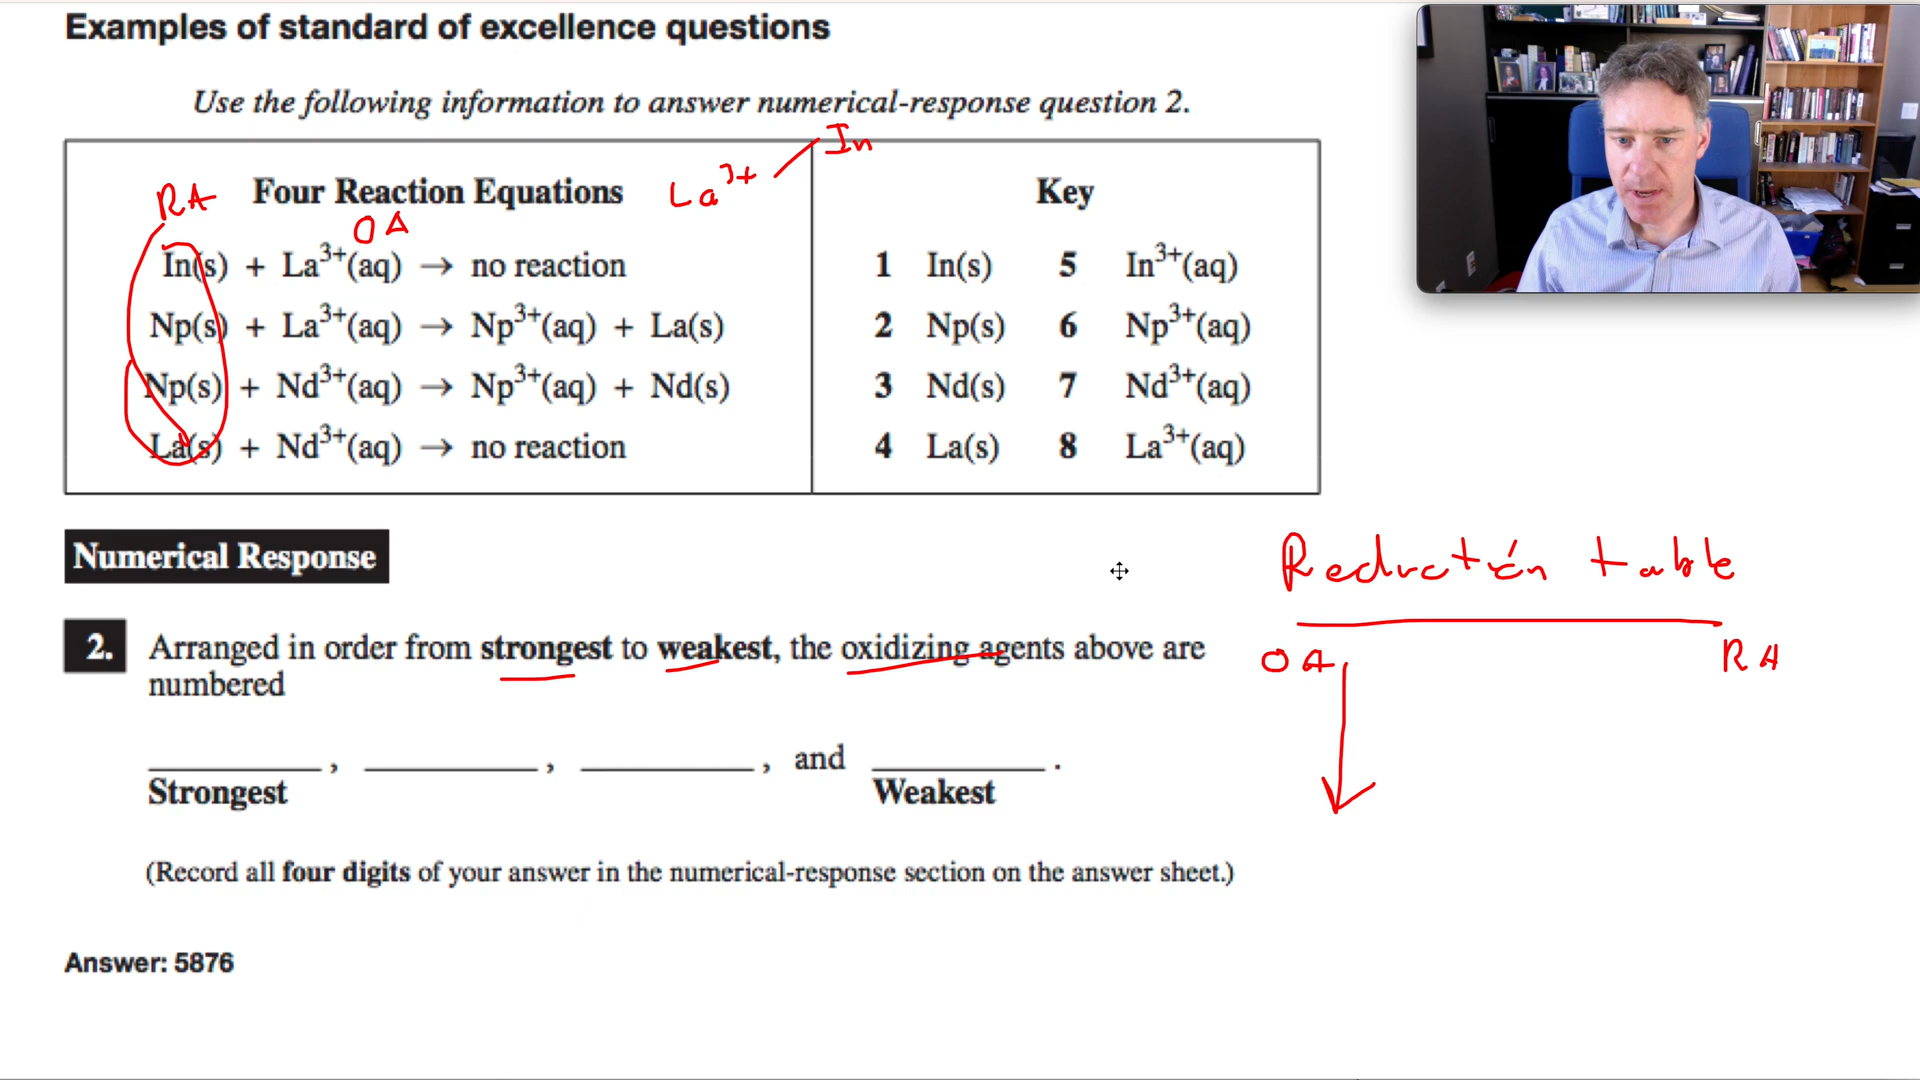 Examples of standard of excellence questions
Use the following information to answer numerical-response question 2.
In
RA Four Reaction Equations La³⁺
OA
In(s) + La³⁺(aq) → no reaction
Np(s) + La³⁺(aq) → Np³⁺(aq) + La(s)
Np(s) + Nd³⁺(aq) → Np³⁺(aq) + Nd(s)
La(s) + Nd³⁺(aq) → no reaction
Key
1 In(s) 5 In³⁺(aq)
2 Np(s) 6 Np³⁺(aq)
3 Nd(s) 7 Nd³⁺(aq)
4 La(s) 8 La³⁺(aq)
Numerical Response
2. Arranged in order from strongest to weakest, the oxidizing agents above are
numbered
________ , ________ , ________ , and ________ .
Strongest Weakest
(Record all four digits of your answer in the numerical-response section on the answer sheet.)
Answer: 5876
Reduction table
OA RA